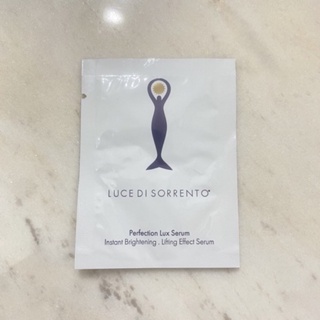 LUCE DI SORRENTO
Perfection Lux Serum
Instant Brightening . Lifting Effect Serum